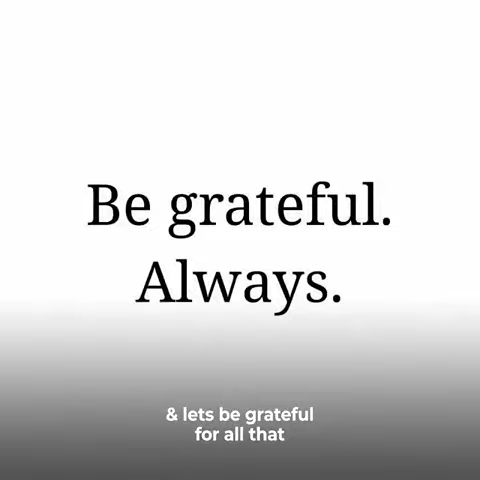 Be grateful.
Always.
& lets be grateful
for all that